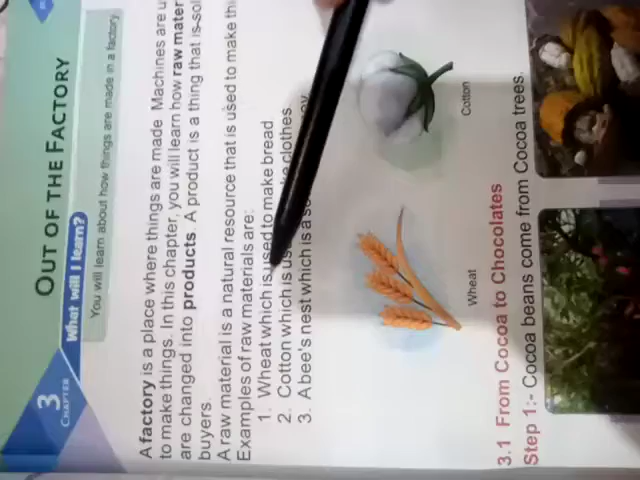 3
CHAPTER
OUT OF THE FACTORY
What will I learn?
You will learn about how things are made in a factory
A factory is a place where things are made Machines are
to make things. In this chapter, you will learn how raw
are changed into products. A product is a thing that is
buyers.
A raw material is a natural resource that is used to make
Examples of raw materials are:
1. Wheat which is used to make bread
2. Cotton which is clothes
3. A bee's nest which is a
Wheat
Cotton
3.1 From Cocoa to Chocolates
Step 1:- Cocoa beans come from Cocoa trees.